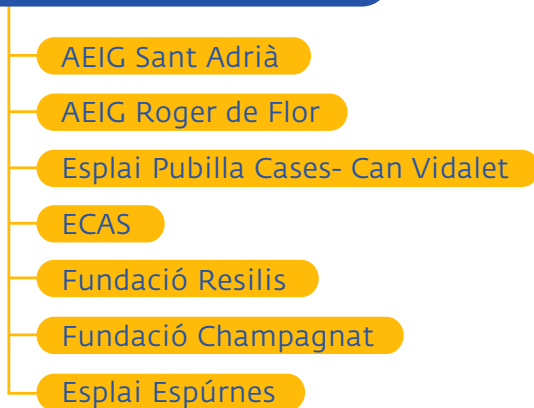 AEIG Sant Adrià
AEIG Roger de Flor
Esplai Pubilla Cases- Can Vidalet
ECAS
Fundació Resilis
Fundació Champagnat
Esplai Espúrnes